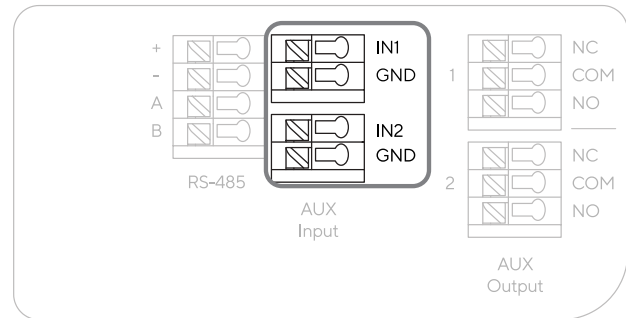 +
-
A
B
RS-485
IN1
GND
IN2
GND
AUX
Input
1
NC
COM
NO
2
NC
COM
NO
AUX
Output